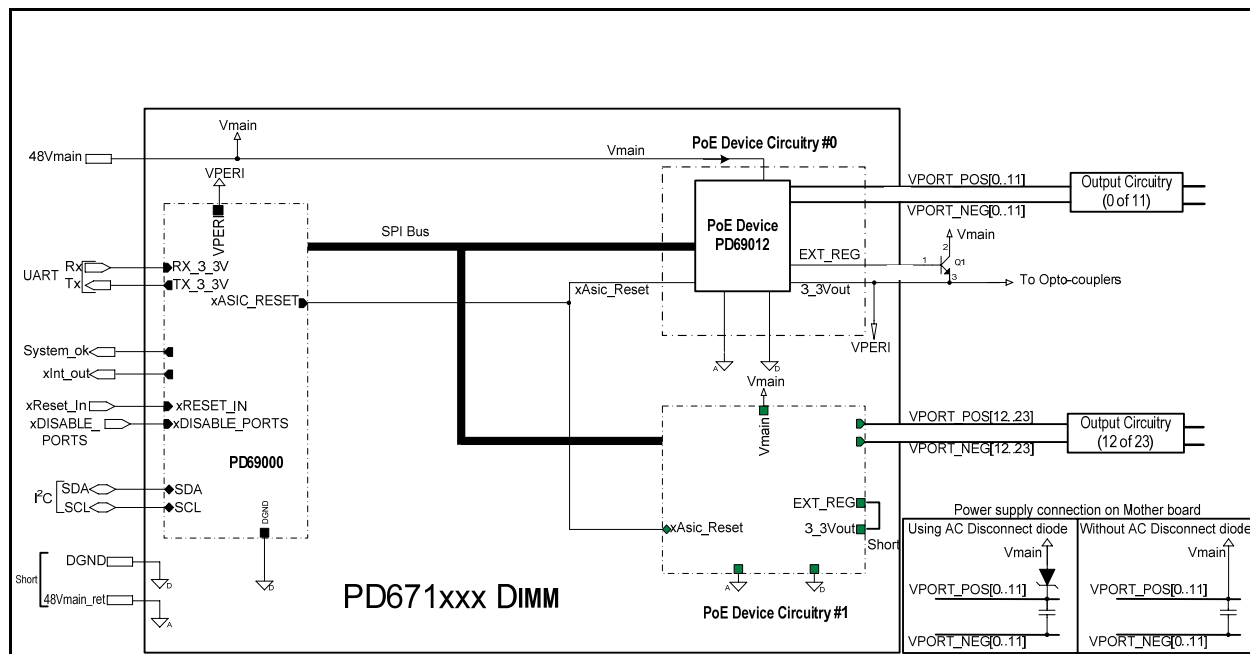 Vmain
48Vmain
Vmain
PoE Device Circuitry #0
VPERI
VPERI
PoE Device
PD69012
VPORT_POS[0..11]
VPORT_NEG[0..11]
Output Circuitry
(0 of 11)
SPI Bus
EXT_REG
1
2
3
Q1
Vmain
UART
Rx
Tx
RX_3_3V
TX_3_3V
xASIC_RESET
xAsic_Reset
3_3Vout
To Opto-couplers
VPERI
A
D
System_ok
xInt_out
xReset_In
xDISABLE_
PORTS
xRESET_IN
xDISABLE_PORTS
PD69000
Vmain
Vmain
VPORT_POS[12..23]
VPORT_NEG[12..23]
Output Circuitry
(12 of 23)
I²C
SDA
SCL
SDA
SCL
DGND
D
EXT_REG
3_3Vout
Short
xAsic_Reset
A
D
PoE Device Circuitry #1
Short
DGND
D
48Vmain_ret
A
PD671xxx DIMM
Power supply connection on Mother board
Using AC Disconnect diode
Vmain
VPORT_POS[0..11]
VPORT_NEG[0..11]
Without AC Disconnect diode
Vmain
VPORT_POS[0..11]
VPORT_NEG[0..11]